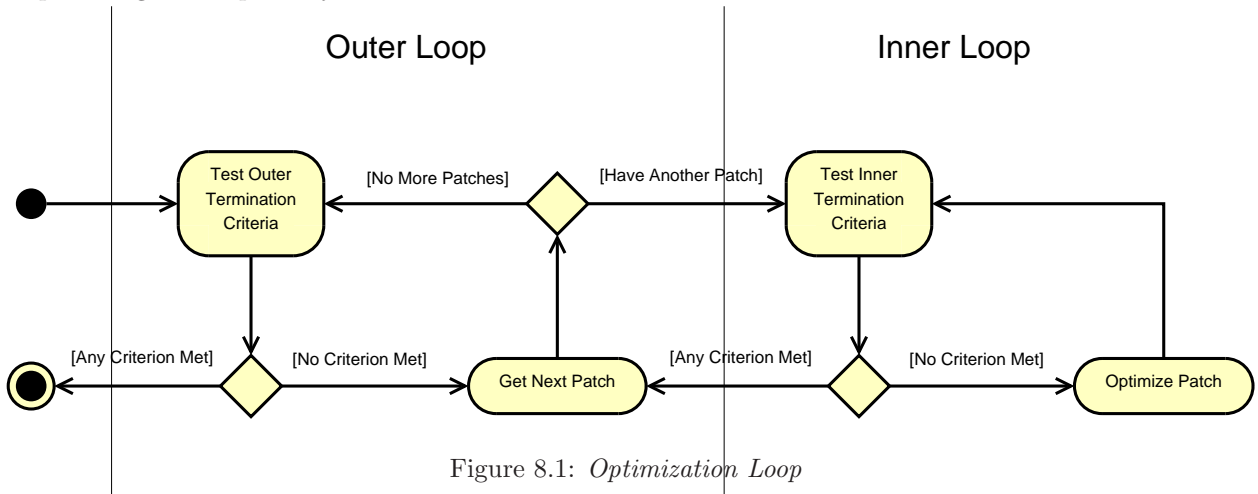 Outer Loop
Inner Loop
Test Outer
Termination
Criteria
[No More Patches]
[Have Another Patch]
Test Inner
Termination
Criteria
[Any Criterion Met]
[No Criterion Met]
Get Next Patch
[Any Criterion Met]
[No Criterion Met]
Optimize Patch
Figure 8.1: Optimization Loop